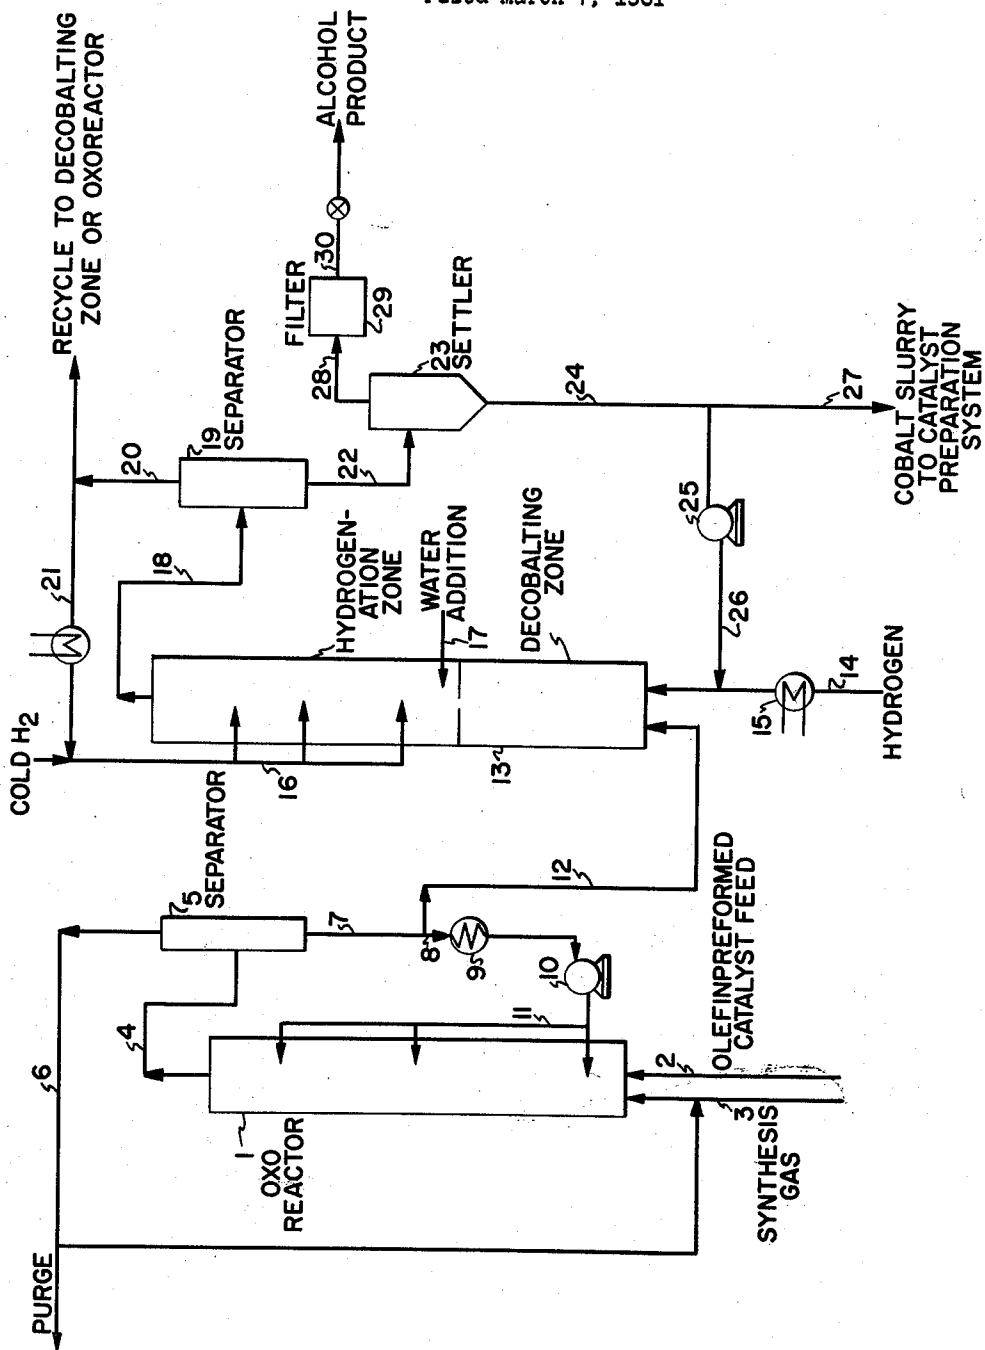 PURGE
6
4
5
SEPARATOR
7
8
9
10
11
12
1
OXO
REACTOR
2
OLEFINPREFORMED
CATALYST FEED
3
SYNTHESIS
GAS
COLD H2
16
21
RECYCLE TO DECOBALTING
ZONE OR OXOREACTOR
18
20
19
SEPARATOR
22
HYDROGEN-
ATION
ZONE
WATER
ADDITION
17
DECOBALTING
ZONE
13
15
14
HYDROGEN
26
25
24
27
COBALT SLURRY
TO CATALYST
PREPARATION
SYSTEM
23
SETTLER
28
FILTER
29
30
ALCOHOL
PRODUCT